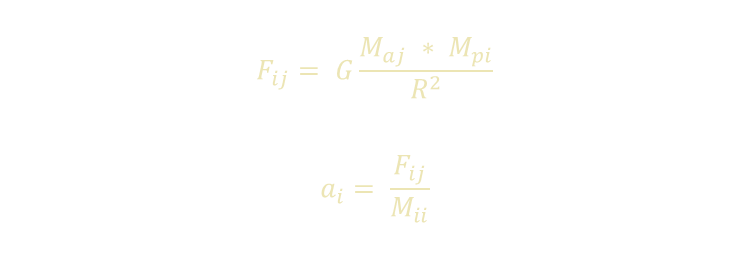 F_{ij} = G \frac{M_{aj} * M_{pi}}{R^2}
a_i = \frac{F_{ij}}{M_{ii}}